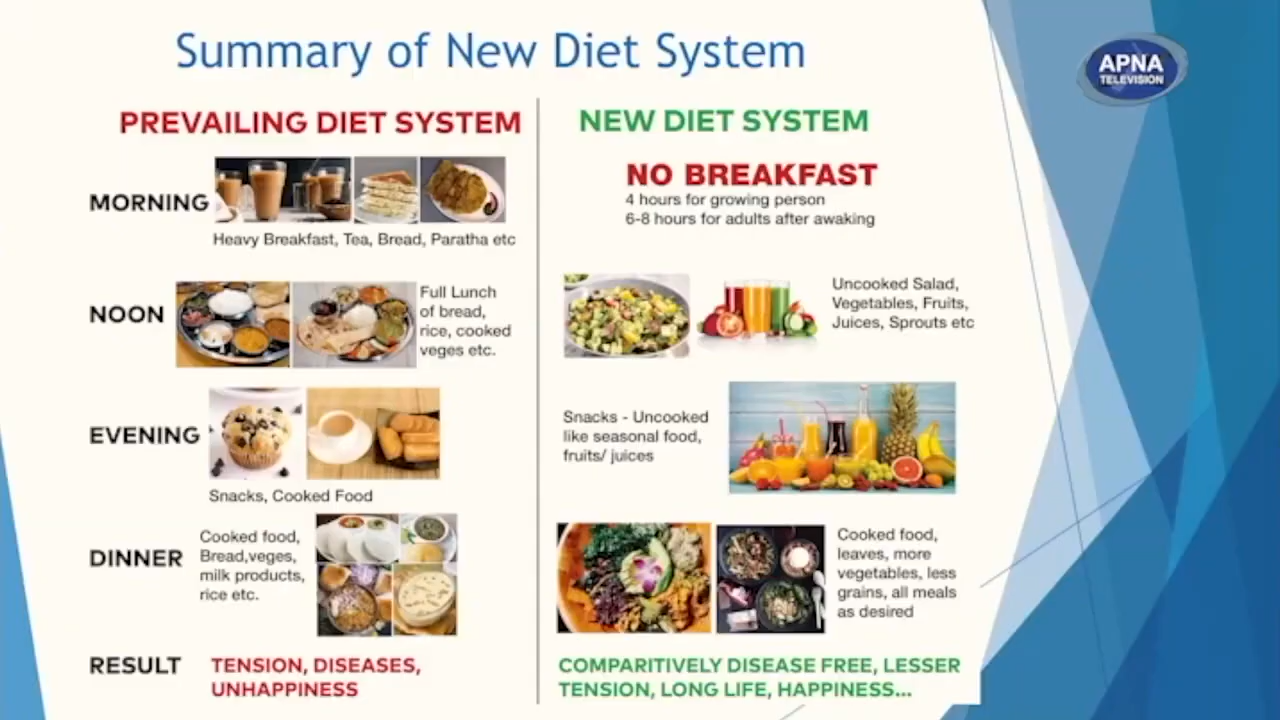 Summary of New Diet System
APNA
TELEVISION
PREVAILING DIET SYSTEM
MORNING
Heavy Breakfast, Tea, Bread, Paratha etc
NOON
Full Lunch
of bread,
rice, cooked
veges etc.
EVENING
Snacks, Cooked Food
DINNER
Cooked food,
Bread,veges,
milk products,
rice etc.
RESULT
TENSION, DISEASES,
UNHAPPINESS
NEW DIET SYSTEM
NO BREAKFAST
4 hours for growing person
6-8 hours for adults after awaking
Uncooked Salad,
Vegetables, Fruits,
Juices, Sprouts etc
Snacks - Uncooked
like seasonal food,
fruits/ juices
Cooked food,
leaves, more
vegetables, less
grains, all meals
as desired
COMPARITIVELY DISEASE FREE, LESSER
TENSION, LONG LIFE, HAPPINESS...